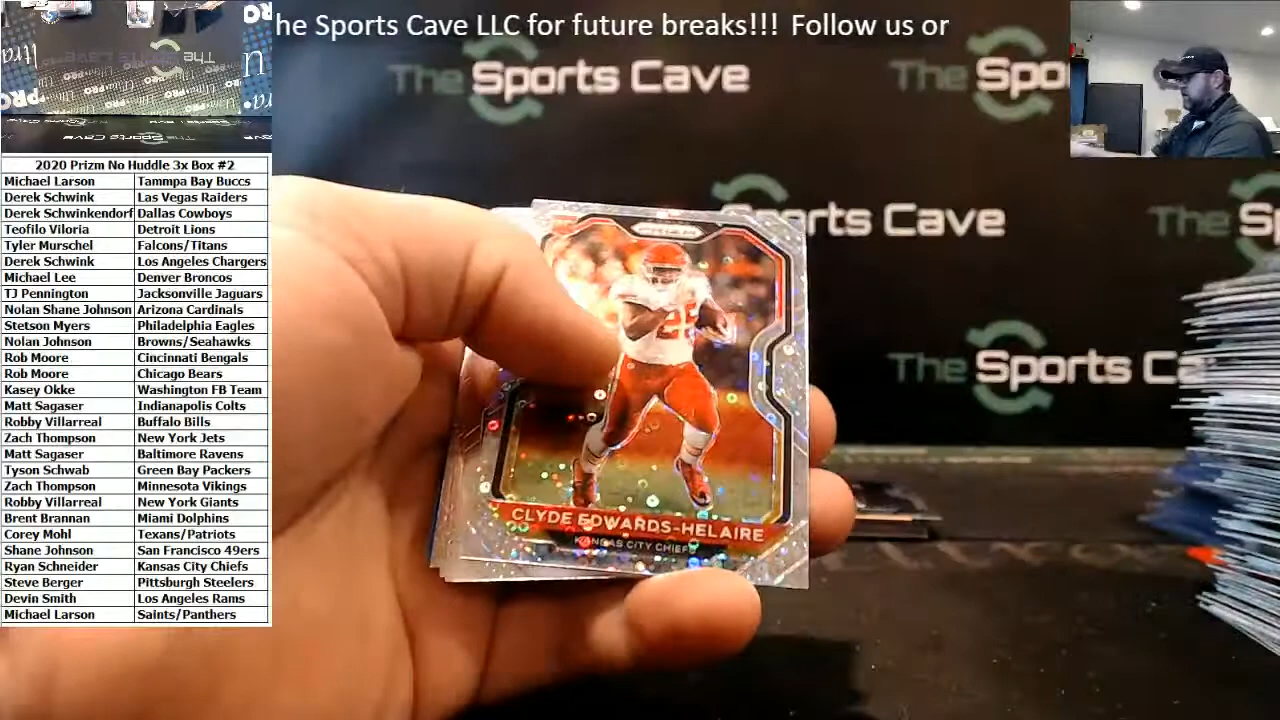 he Sports Cave LLC for future breaks!!! Follow us or
The Sports Cave
The Spo
rts Cave
The Sp
The Sports Ca
The Sports Cave
Ultra
PRO
2020 Prizm No Huddle 3x Box #2
Michael Larson Tammpa Bay Buccs
Derek Schwink Las Vegas Raiders
Derek Schwinkendorf Dallas Cowboys
Teofilo Viloria Detroit Lions
Tyler Murschel Falcons/Titans
Derek Schwink Los Angeles Chargers
Michael Lee Denver Broncos
TJ Pennington Jacksonville Jaguars
Nolan Shane Johnson Arizona Cardinals
Stetson Myers Philadelphia Eagles
Nolan Johnson Browns/Seahawks
Rob Moore Cincinnati Bengals
Rob Moore Chicago Bears
Kasey Okke Washington FB Team
Matt Sagaser Indianapolis Colts
Robby Villarreal Buffalo Bills
Zach Thompson New York Jets
Matt Sagaser Baltimore Ravens
Tyson Schwab Green Bay Packers
Zach Thompson Minnesota Vikings
Robby Villarreal New York Giants
Brent Brannan Miami Dolphins
Corey Mohl Texans/Patriots
Shane Johnson San Francisco 49ers
Ryan Schneider Kansas City Chiefs
Steve Berger Pittsburgh Steelers
Devin Smith Los Angeles Rams
Michael Larson Saints/Panthers
PRIZM
CLYDE EDWARDS-HELAIRE
KANSAS CITY CHIEFS